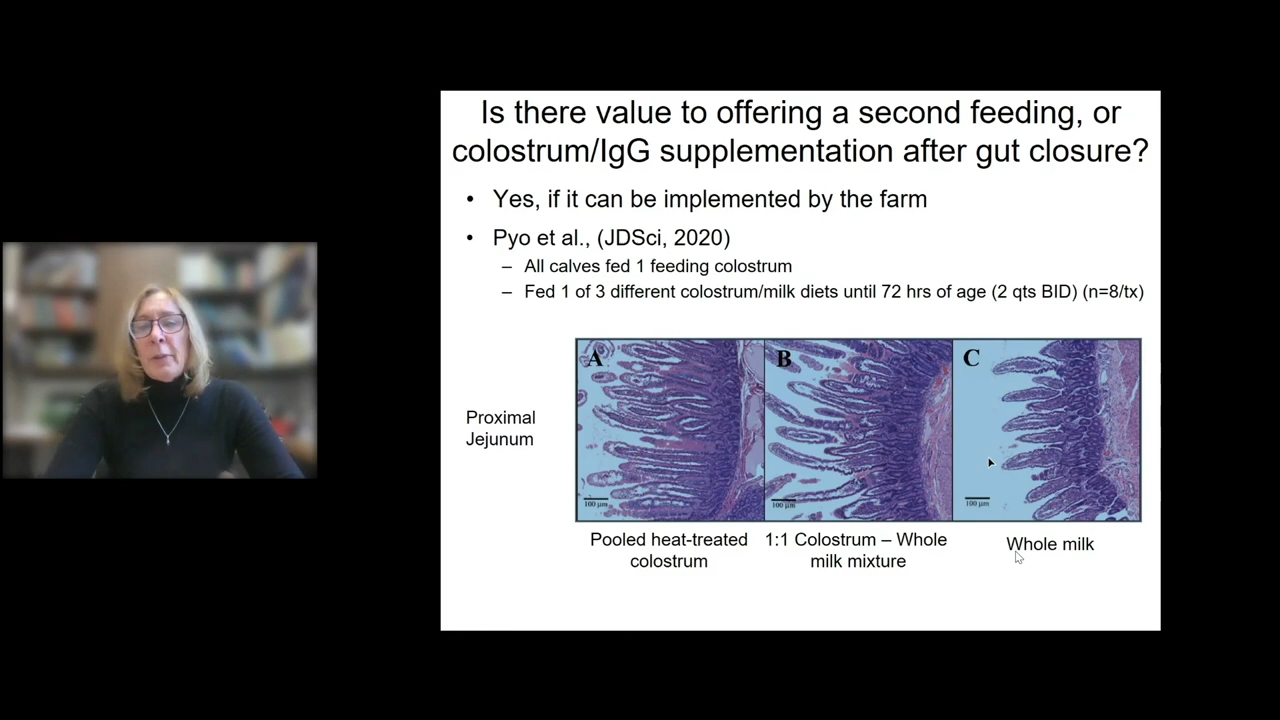 Is there value to offering a second feeding, or
colostrum/IgG supplementation after gut closure?
• Yes, if it can be implemented by the farm
• Pyo et al., (JDSci, 2020)
– All calves fed 1 feeding colostrum
– Fed 1 of 3 different colostrum/milk diets until 72 hrs of age (2 qts BID) (n=8/tx)
A
B
C
Proximal
Jejunum
100 µm
100 µm
100 µm
Pooled heat-treated
colostrum
1:1 Colostrum – Whole
milk mixture
Whole milk